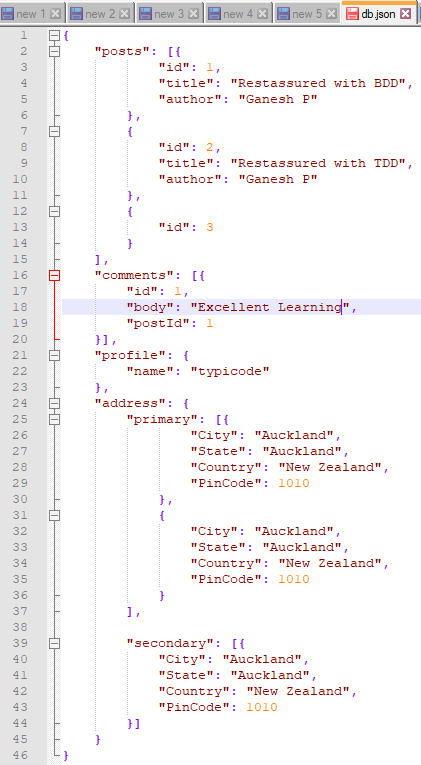 new 1 new 2 new 3 new 4 new 5 db.json
1 {
2 "posts": [{
3 "id": 1,
4 "title": "Restassured with BDD",
5 "author": "Ganesh P"
6 },
7 {
8 "id": 2,
9 "title": "Restassured with TDD",
10 "author": "Ganesh P"
11 },
12 {
13 "id": 3
14 }
15 ],
16 "comments": [{
17 "id": 1,
18 "body": "Excellent Learning",
19 "postId": 1
20 }],
21 "profile": {
22 "name": "typicode"
23 },
24 "address": {
25 "primary": [{
26 "City": "Auckland",
27 "State": "Auckland",
28 "Country": "New Zealand",
29 "PinCode": 1010
30 },
31 {
32 "City": "Auckland",
33 "State": "Auckland",
34 "Country": "New Zealand",
35 "PinCode": 1010
36 }
37 ],
38
39 "secondary": [{
40 "City": "Auckland",
41 "State": "Auckland",
42 "Country": "New Zealand",
43 "PinCode": 1010
44 }]
45 }
46 }